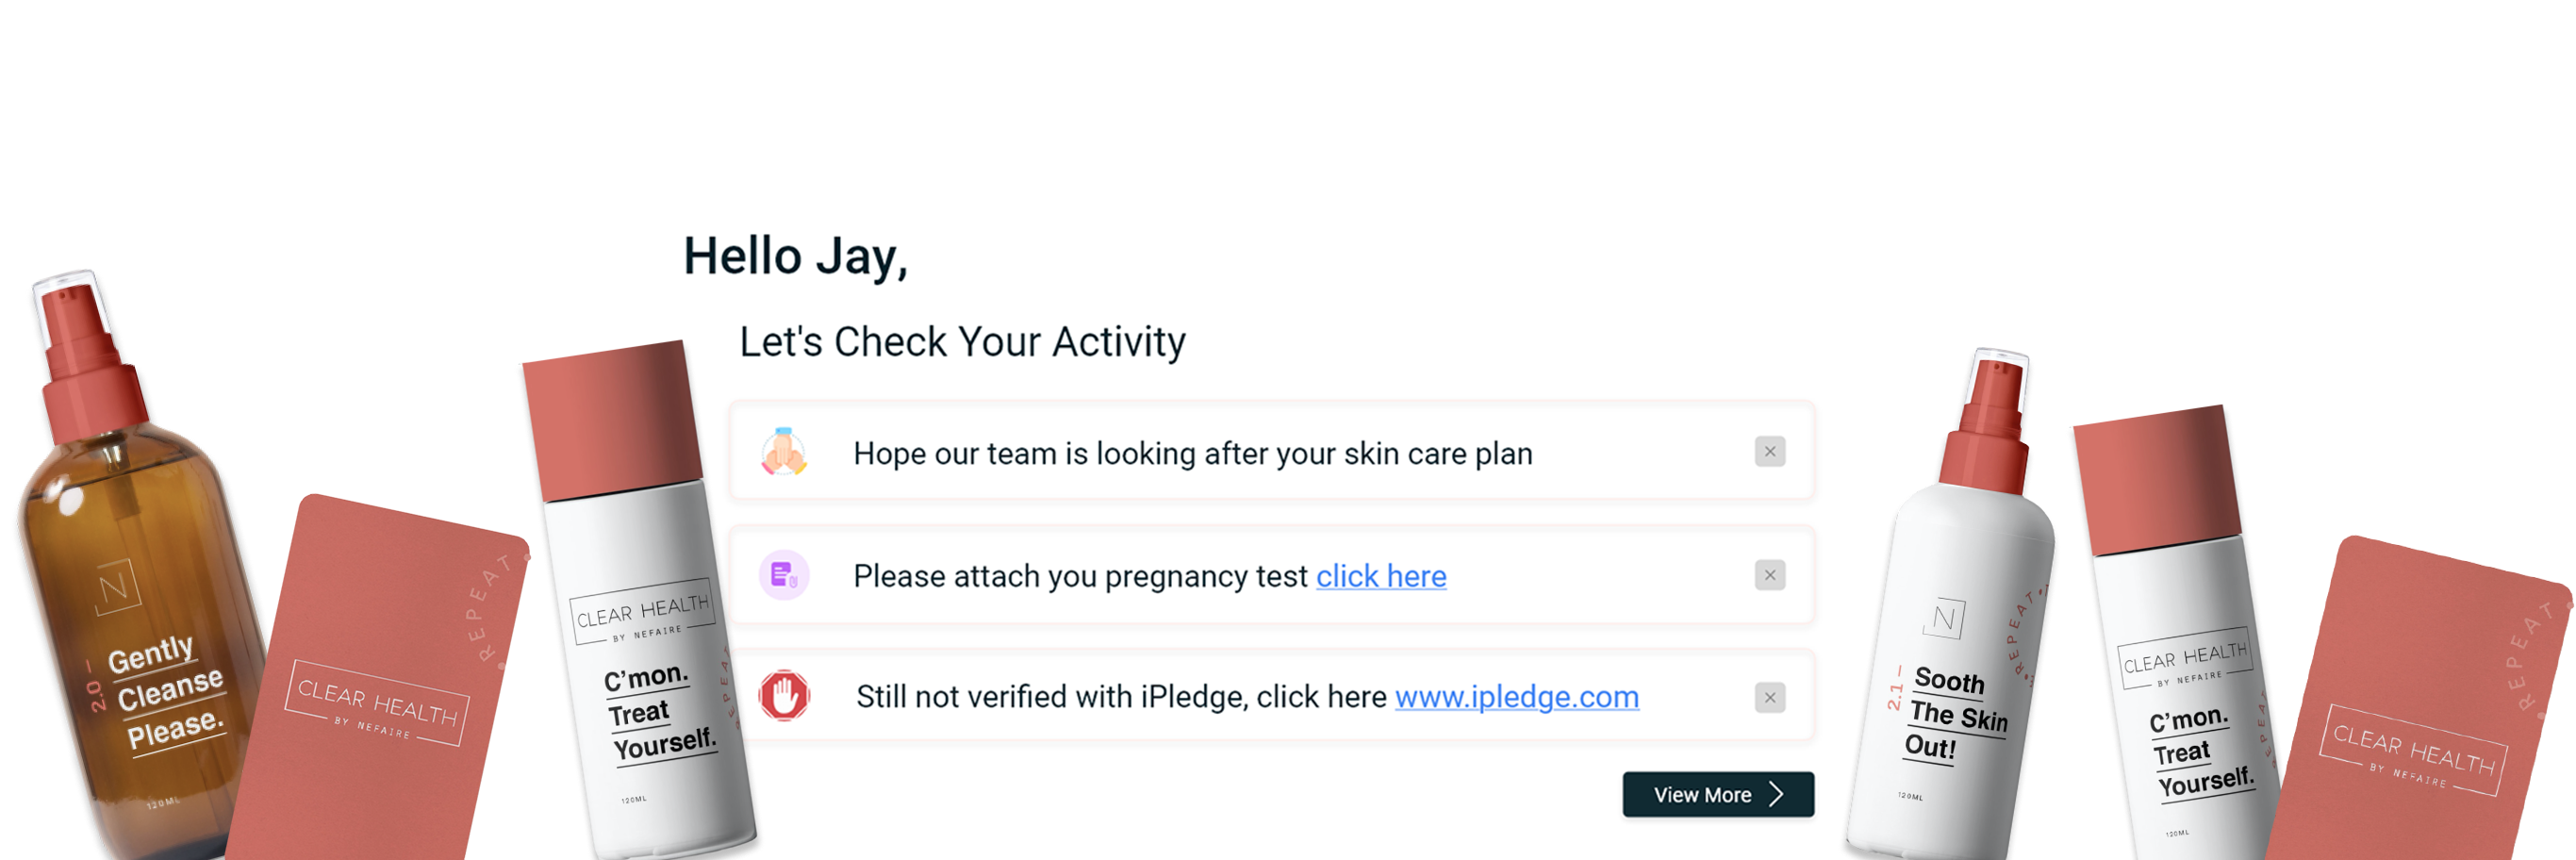 Hello Jay,
Let's Check Your Activity
Hope our team is looking after your skin care plan
Please attach you pregnancy test click here
Still not verified with iPledge, click here www.ipledge.com
View More
N
2.0 –
Gently
Cleanse
Please.
120ML
REPEAT
CLEAR HEALTH
BY NEFAIRE
CLEAR HEALTH
BY NEFAIRE
C'mon.
Treat
Yourself.
REPEAT
120ML
N
2.1 –
Sooth
The Skin
Out!
REPEAT
120ML
CLEAR HEALTH
BY NEFAIRE
C'mon.
Treat
Yourself.
REPEAT
120ML
REPEAT
CLEAR HEALTH
BY NEFAIRE